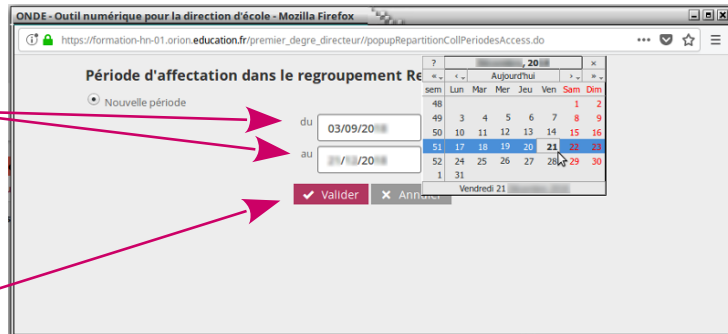 ONDE - Outil numérique pour la direction d'école - Mozilla Firefox
https://formation-hn-01.orion.education.fr/premier_degre_directeur//popupRepartitionCollPeriodesAccess.do
Période d'affectation dans le regroupement Re
Nouvelle période
du 03/09/20
au /20
Valider
? , 20 ×
« ‹ Aujourd'hui › »
sem Lun Mar Mer Jeu Ven Sam Dim
48 1 2
49 3 4 5 6 7 8 9
50 10 11 12 13 14 15 16
51 17 18 19 20 21 22 23
52 24 25 26 27 28 29 30
1 31
Vendredi 21